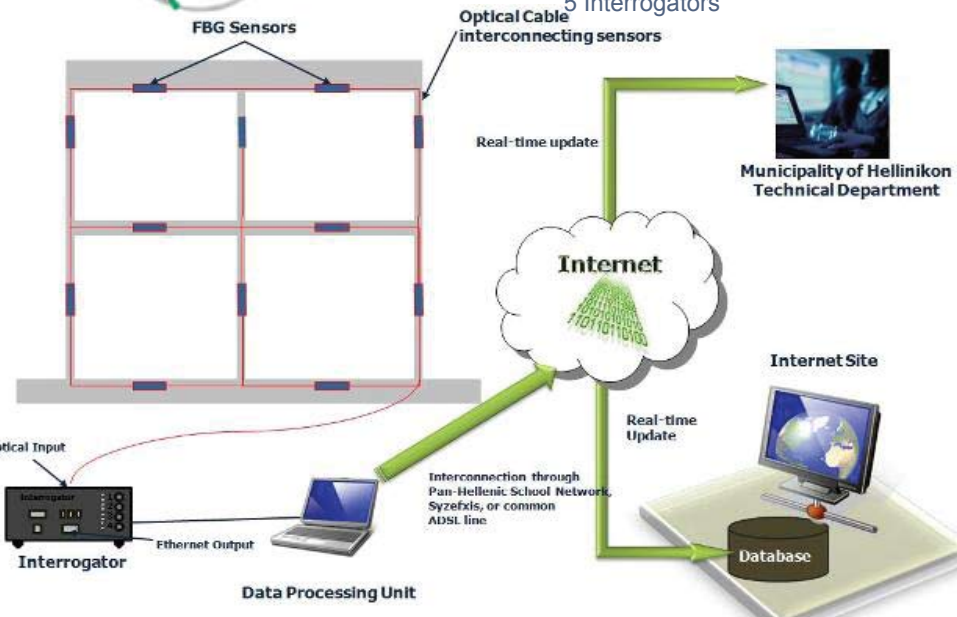 5 Interrogators
FBG Sensors
Optical Cable
interconnecting sensors
Real-time update
Municipality of Hellinikon
Technical Department
Internet
110110110100
Internet Site
Real-time
Update
ptical Input
Interconnection through
Pan-Hellenic School Network,
Syzefxis, or common
ADSL line
Interrogator
Ethernet Output
Interrogator
Database
Data Processing Unit